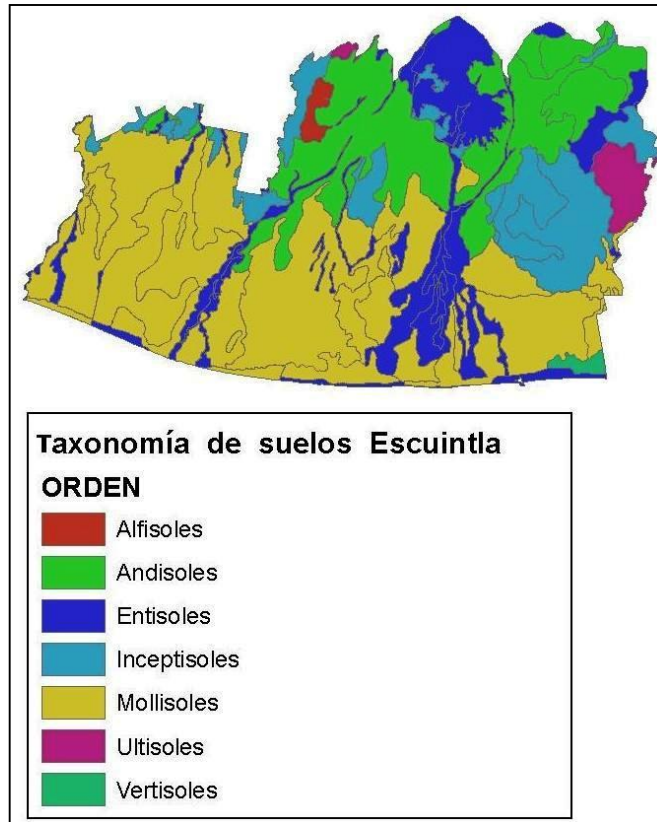 Taxonomía de suelos Escuintla
ORDEN
Alfisoles
Andisoles
Entisoles
Inceptisoles
Mollisoles
Ultisoles
Vertisoles